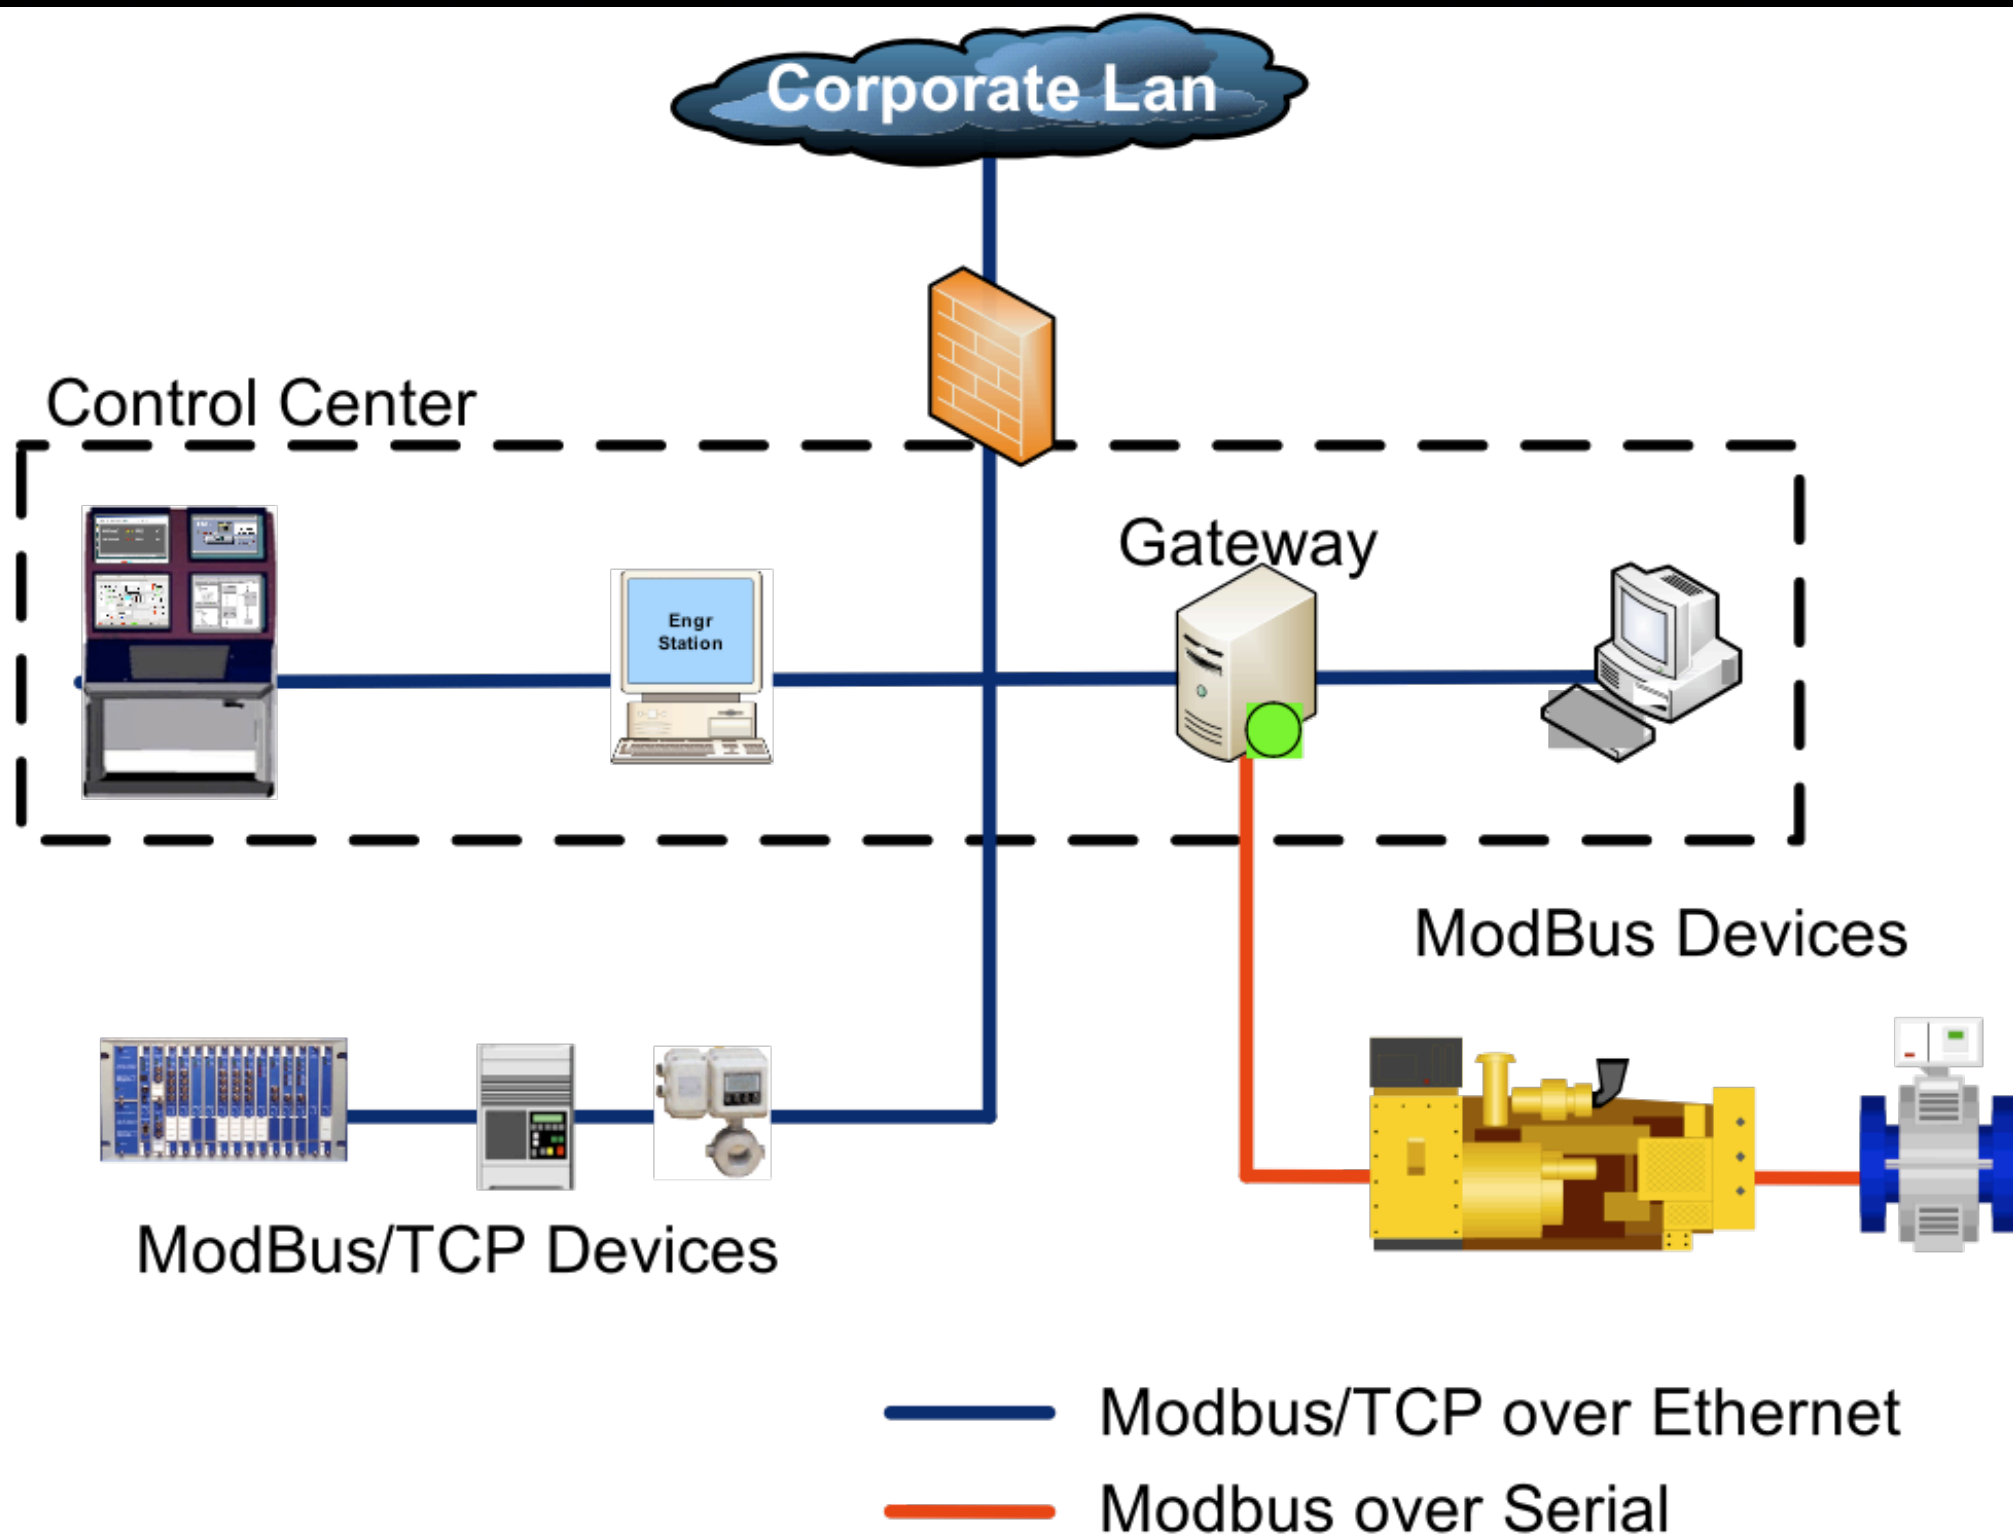 Corporate Lan
Control Center
Gateway
Engr
Station
ModBus Devices
ModBus/TCP Devices
Modbus/TCP over Ethernet
Modbus over Serial